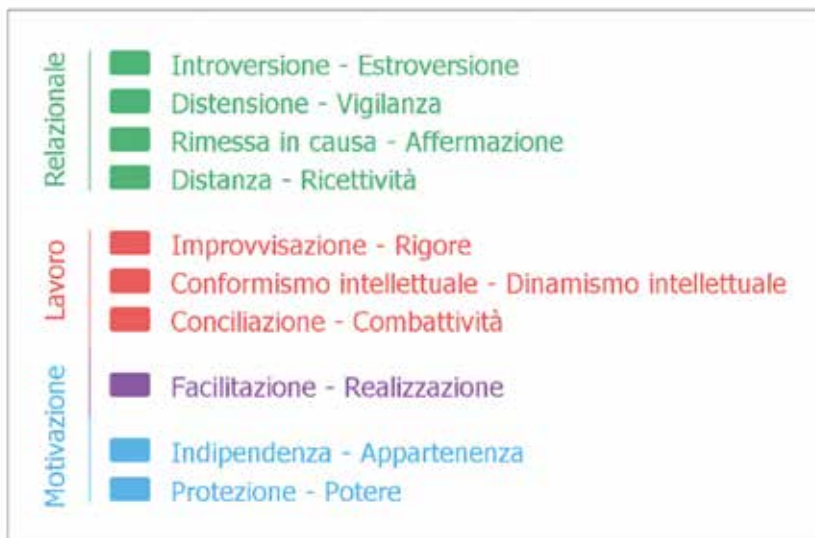 Relazionale
Introversione - Estroversione
Distensione - Vigilanza
Rimessa in causa - Affermazione
Distanza - Ricettività
Lavoro
Improvvisazione - Rigore
Conformismo intellettuale - Dinamismo intellettuale
Conciliazione - Combattività
Motivazione
Facilitazione - Realizzazione
Indipendenza - Appartenenza
Protezione - Potere